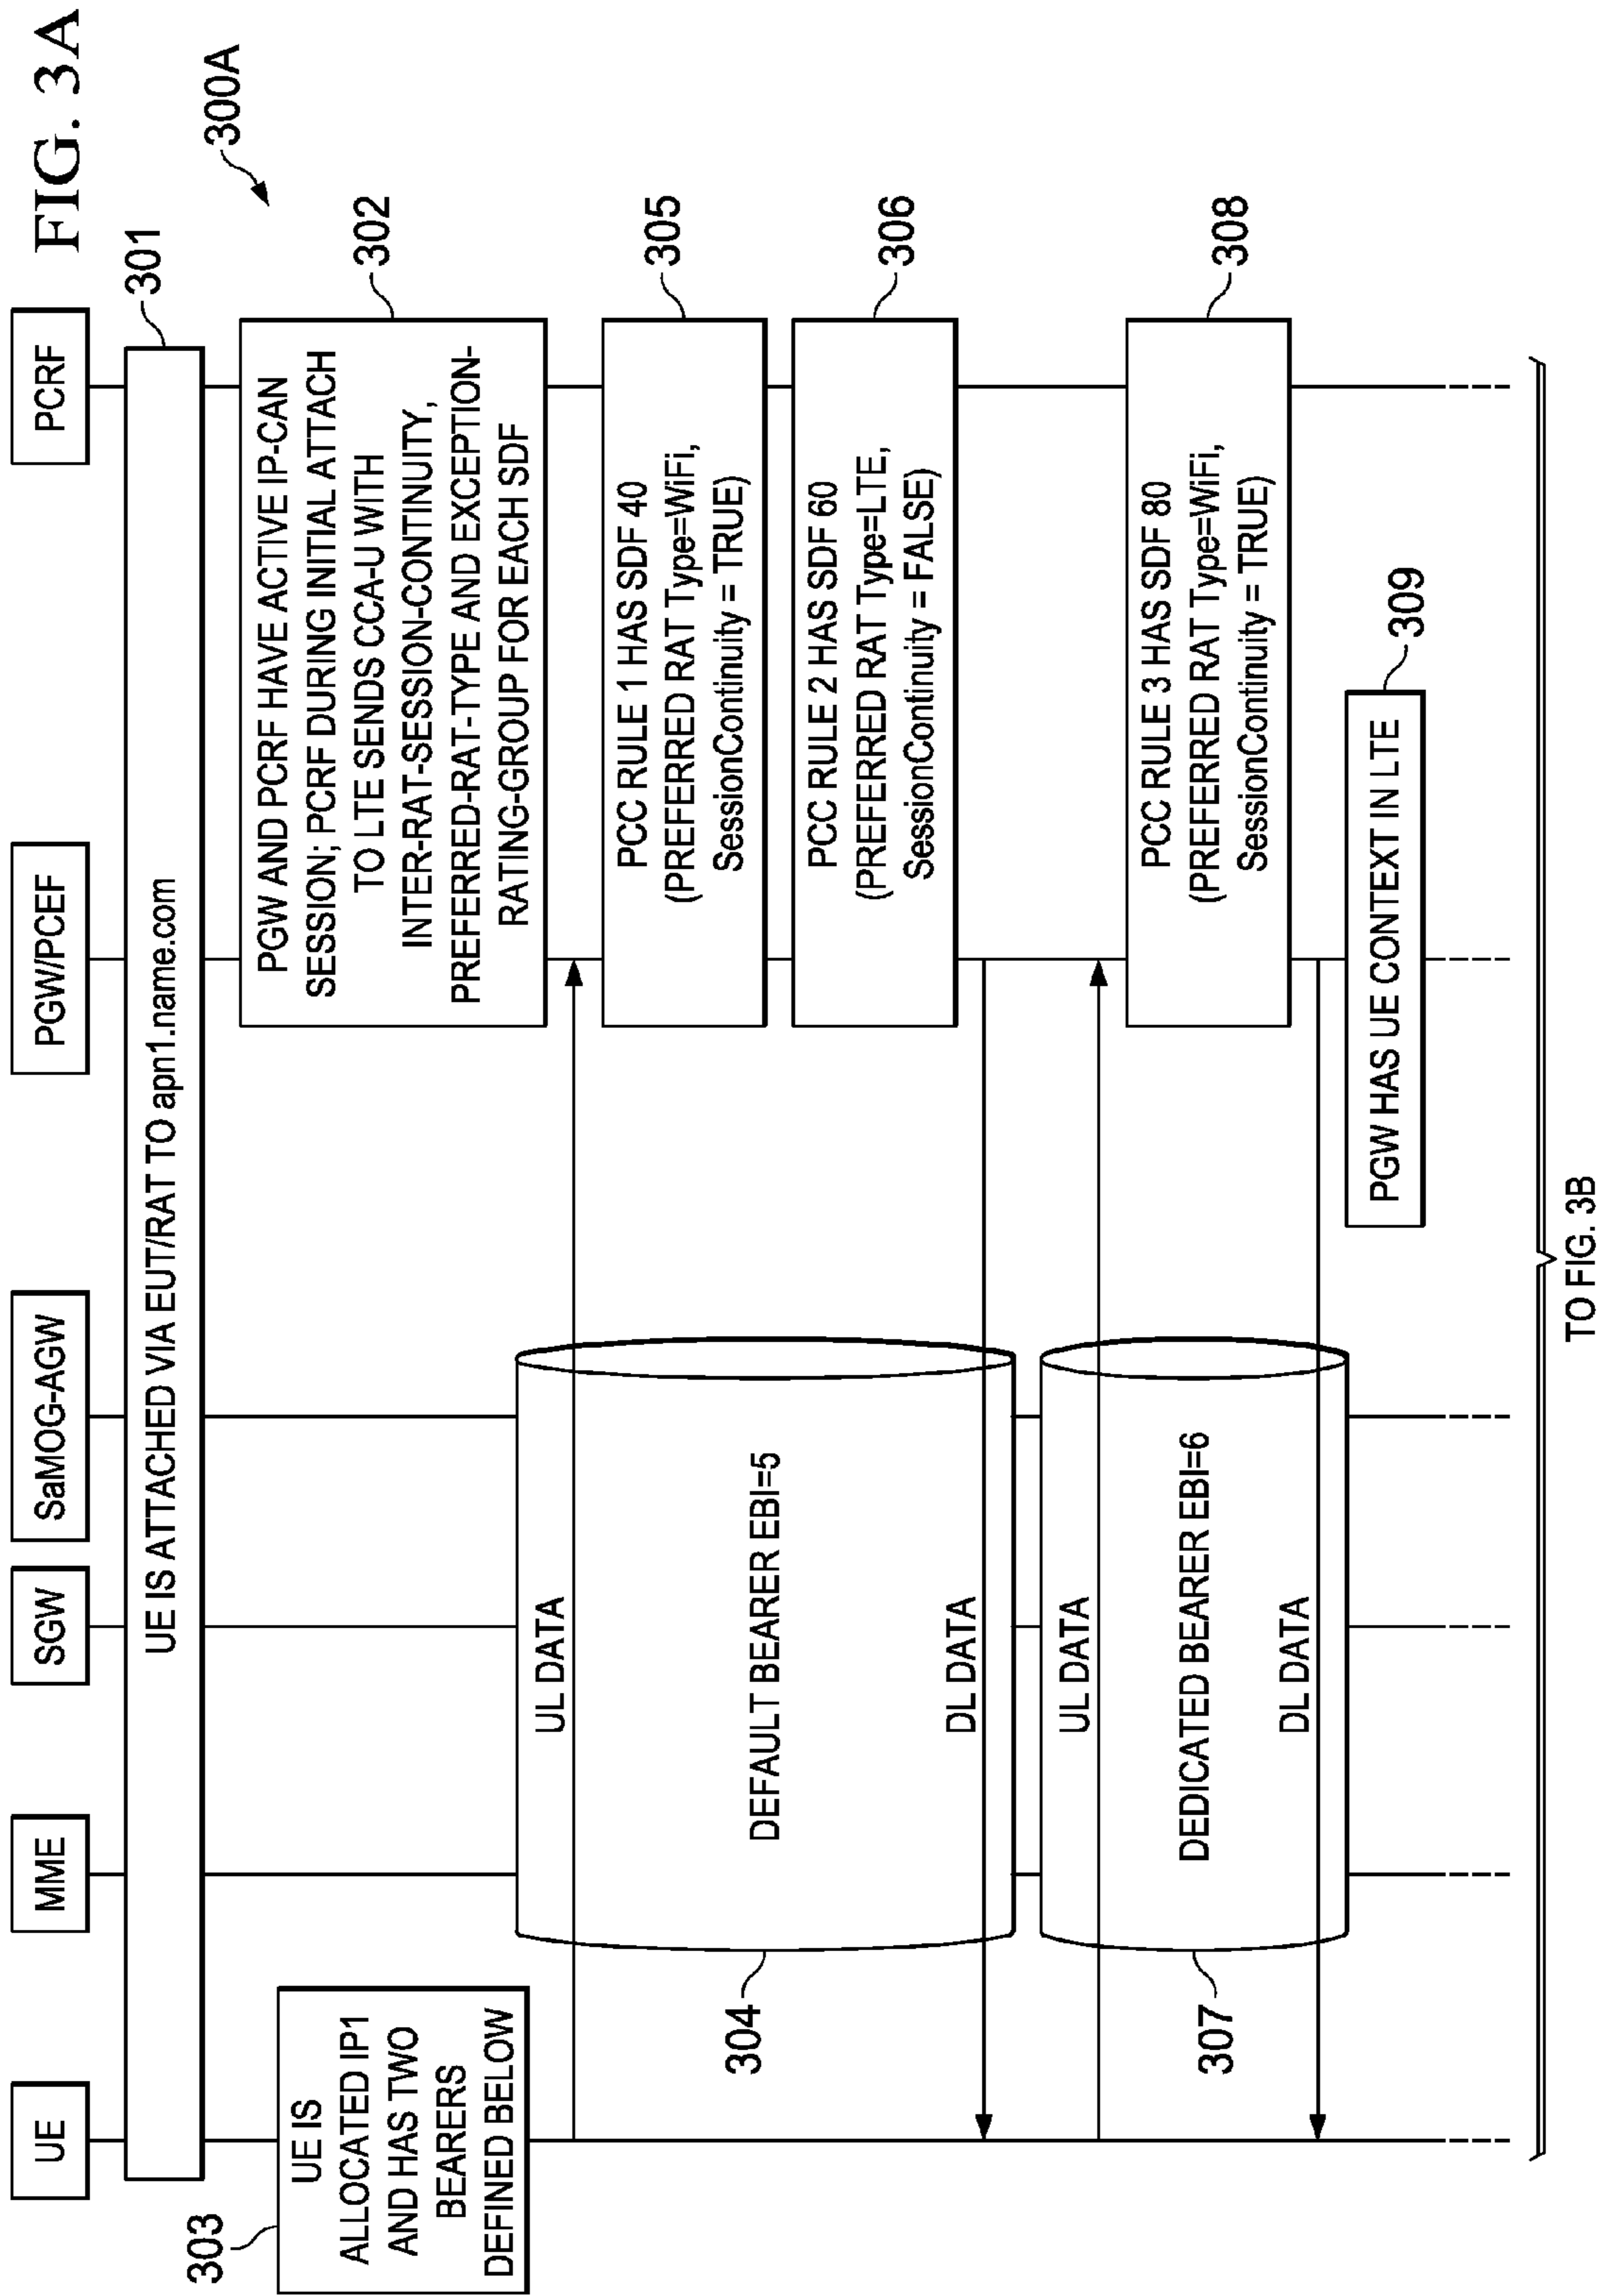 FIG. 3A
300A
UE
MME
SGW
SaMOG-AGW
PGW/PCEF
PCRF
301
UE IS ATTACHED VIA EUT/RAT TO apn1.name.com
302
PGW AND PCRF HAVE ACTIVE IP-CAN
SESSION; PCRF DURING INITIAL ATTACH
TO LTE SENDS CCA-U WITH
INTER-RAT-SESSION-CONTINUITY,
PREFERRED-RAT-TYPE AND EXCEPTION-
RATING-GROUP FOR EACH SDF
303
UE IS
ALLOCATED IP1
AND HAS TWO
BEARERS
DEFINED BELOW
UL DATA
DEFAULT BEARER EBI=5
304
DL DATA
305
PCC RULE 1 HAS SDF 40
(PREFERRED RAT Type=WiFi,
SessionContinuity = TRUE)
306
PCC RULE 2 HAS SDF 60
(PREFERRED RAT Type=LTE,
SessionContinuity = FALSE)
UL DATA
DEDICATED BEARER EBI=6
307
DL DATA
308
PCC RULE 3 HAS SDF 80
(PREFERRED RAT Type=WiFi,
SessionContinuity = TRUE)
309
PGW HAS UE CONTEXT IN LTE
TO FIG. 3B